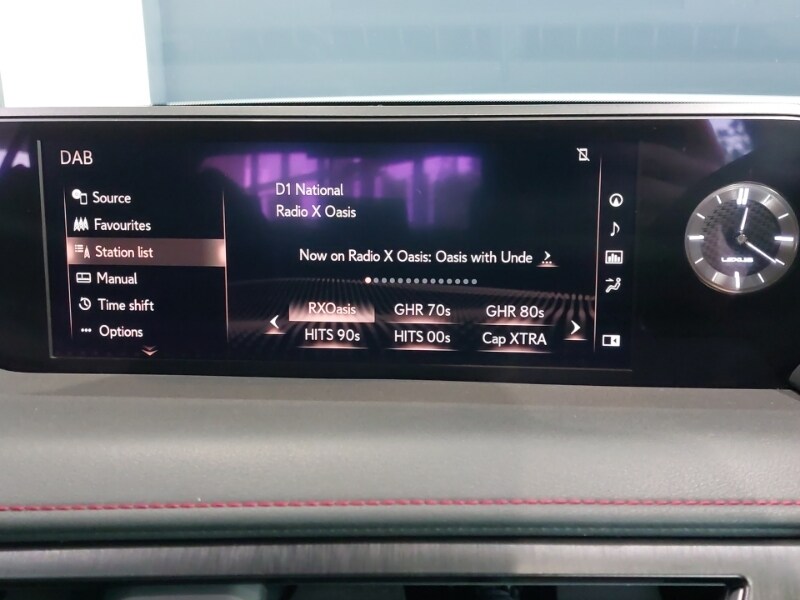 DAB
Source
Favourites
Station list
Manual
Time shift
Options
D1 National
Radio X Oasis
Now on Radio X Oasis: Oasis with Unde
RXOasis GHR 70s GHR 80s
HITS 90s HITS 00s Cap XTRA
LEXUS